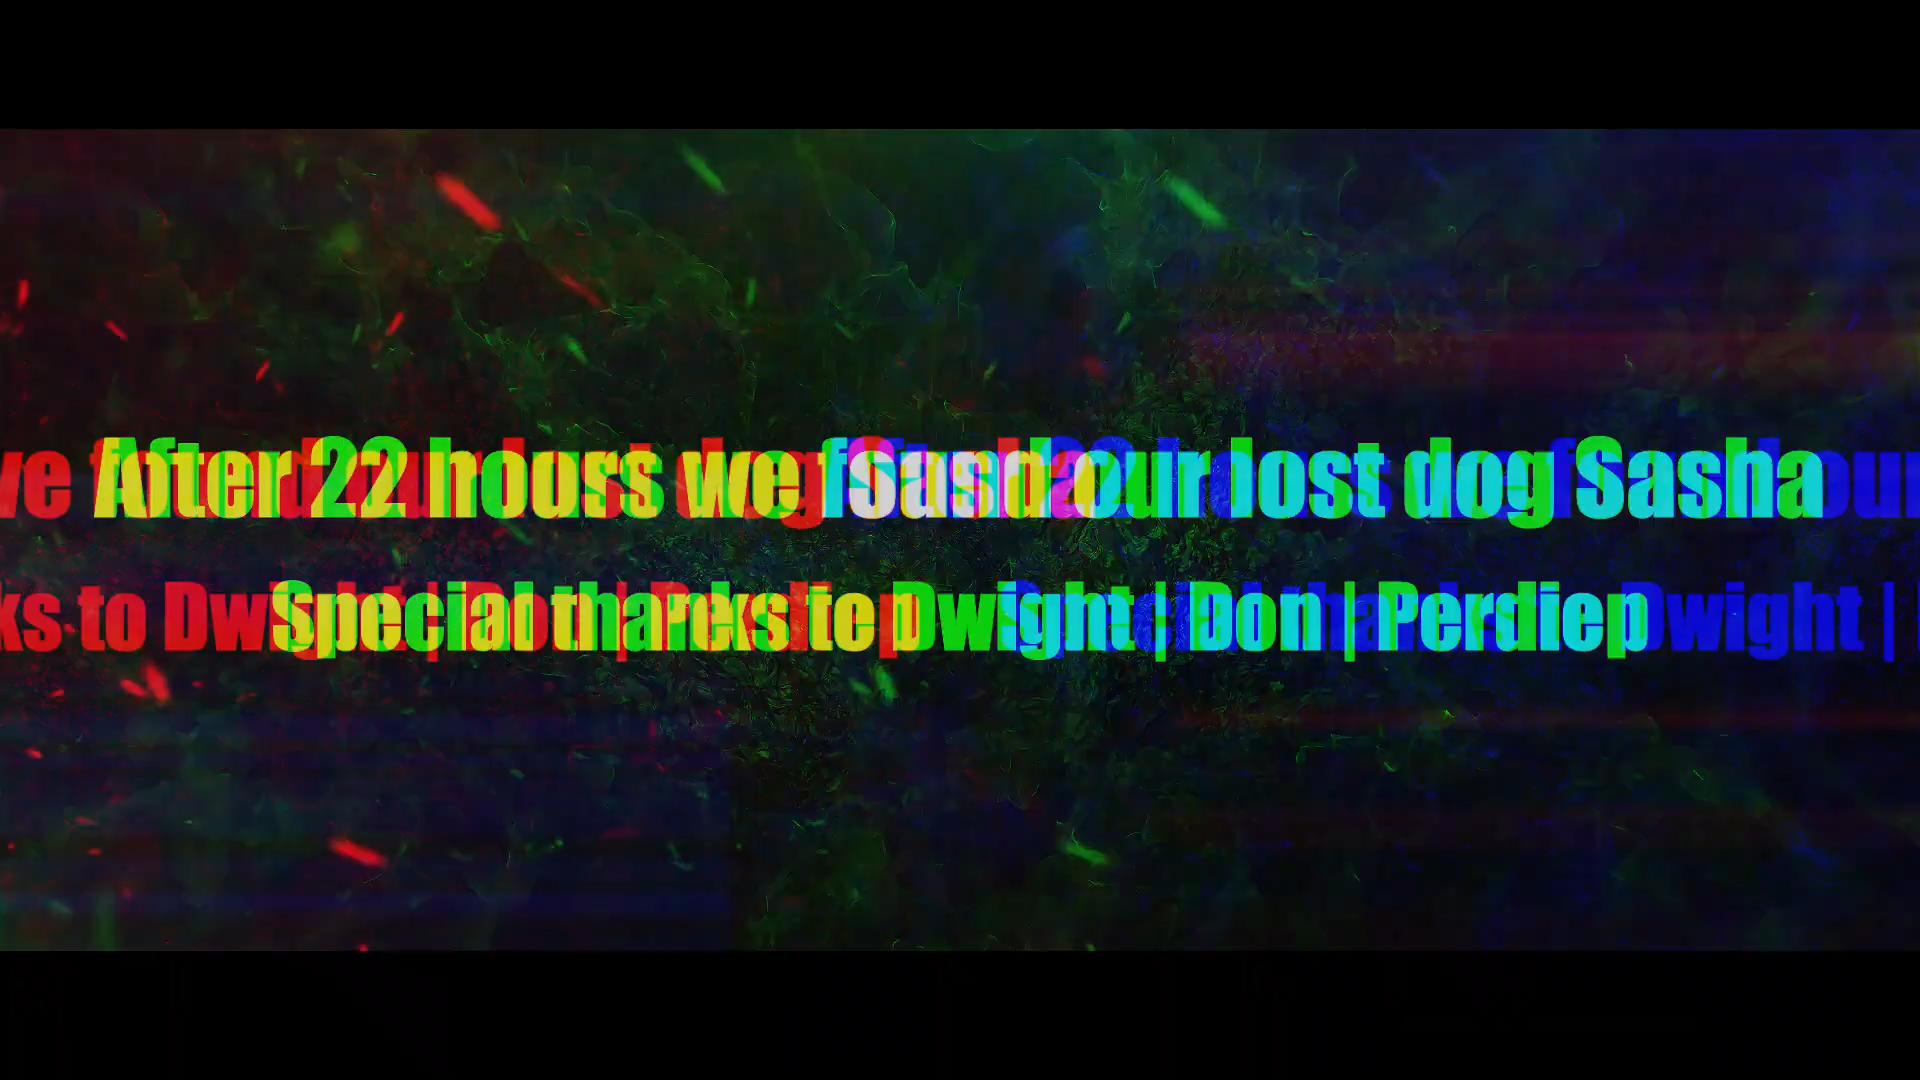 After 22 hours we found our lost dog Sasha
Special thanks to Dwight | Don | Perdiep